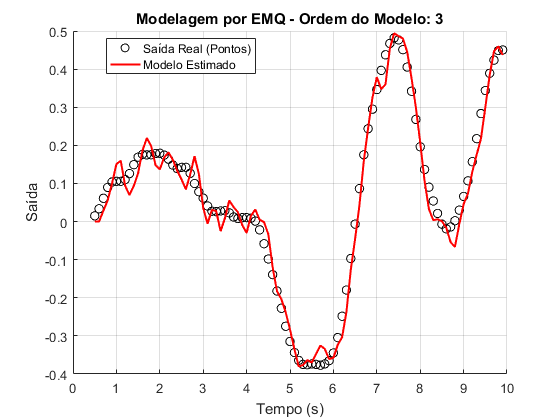 Modelagem por EMQ - Ordem do Modelo: 3
Saída Real (Pontos)
Modelo Estimado
0.5
0.4
0.3
0.2
0.1
0
-0.1
-0.2
-0.3
-0.4
Saída
0 1 2 3 4 5 6 7 8 9 10
Tempo (s)